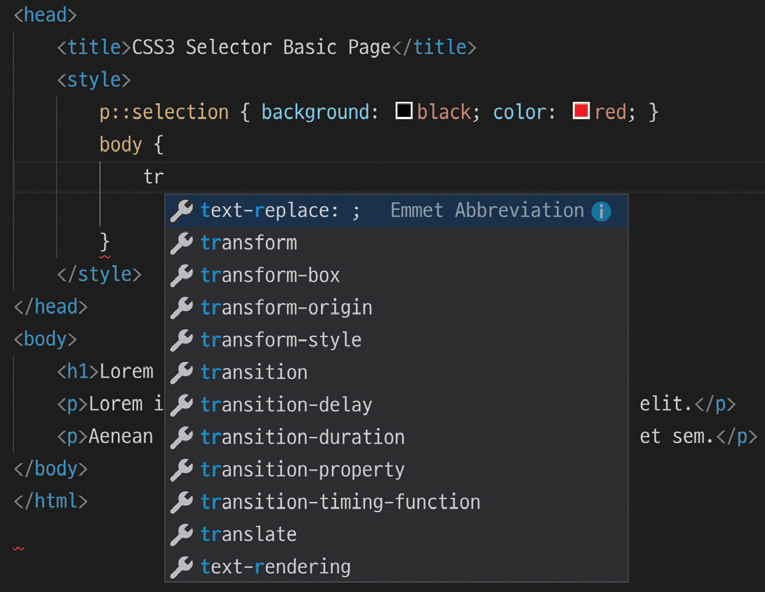 <head>
<title>CSS3 Selector Basic Page</title>
<style>
p::selection { background: black; color: red; }
body {
tr
text-replace: ; Emmet Abbreviation
transform
transform-box
transform-origin
transform-style
transition
transition-delay
transition-duration
transition-property
transition-timing-function
translate
text-rendering
}
</style>
</head>
<body>
<h1>Lorem
<p>Lorem i elit.</p>
<p>Aenean et sem.</p>
</body>
</html>